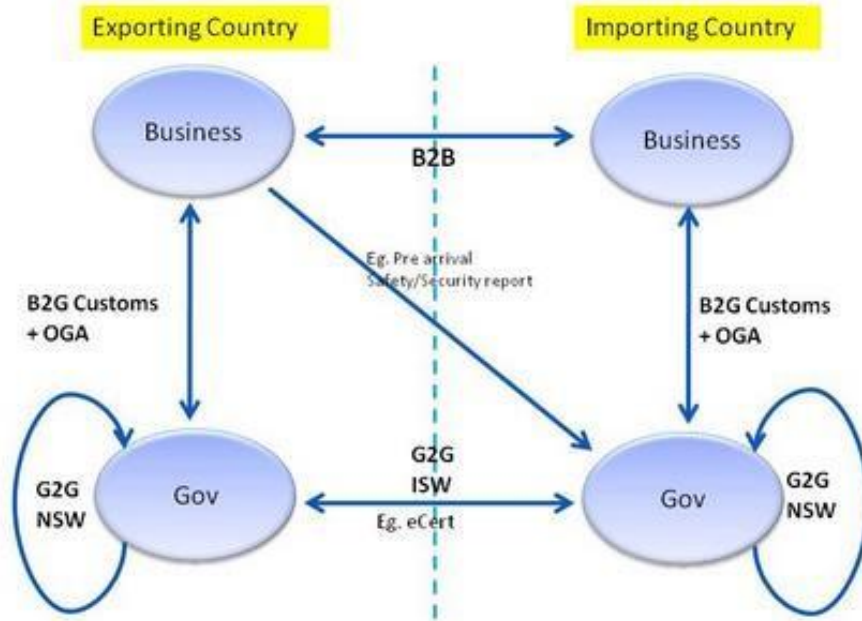 Exporting Country
Importing Country
Business
Business
B2B
Eg. Pre arrival
Safety/Security report
B2G Customs
+ OGA
B2G Customs
+ OGA
G2G
ISW
G2G
NSW
Gov
Eg. eCert
Gov
G2G
NSW